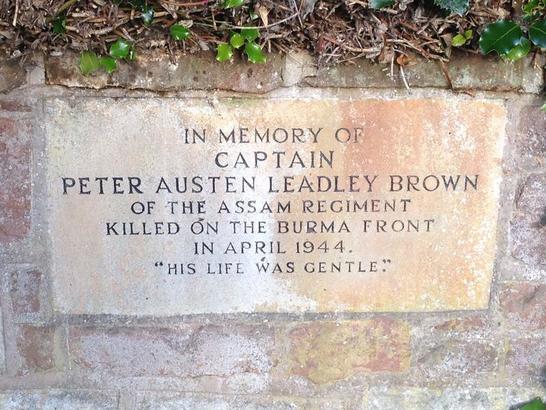 IN MEMORY OF
CAPTAIN
PETER AUSTEN LEADLEY BROWN
OF THE ASSAM REGIMENT
KILLED ON THE BURMA FRONT
IN APRIL 1944.
"HIS LIFE WAS GENTLE."